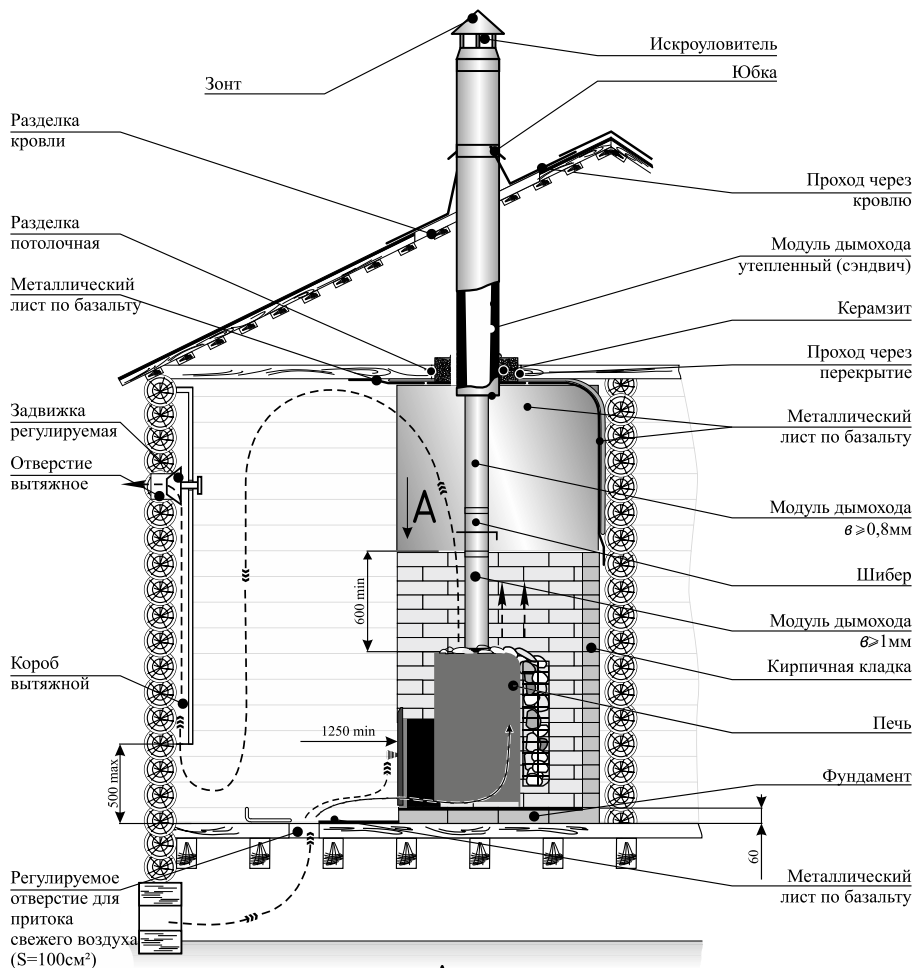 Зонт
Разделка
кровли
Разделка
потолочная
Металлический
лист по базальту
Задвижка
регулируемая
Отверстие
вытяжное
Короб
вытяжной
500 max
Регулируемое
отверстие для
притока
свежего воздуха
(S=100см²)
А
600 min
1250 min
Искроуловитель
Юбка
Проход через
кровлю
Модуль дымохода
утепленный (сэндвич)
Керамзит
Проход через
перекрытие
Металлический
лист по базальту
Модуль дымохода
в⩾0,8мм
Шибер
Модуль дымохода
в⩾1мм
Кирпичная кладка
Печь
Фундамент
60
Металлический
лист по базальту